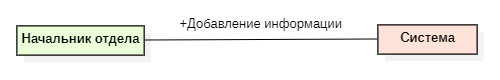 +Добавление информации
Начальник отдела
Система